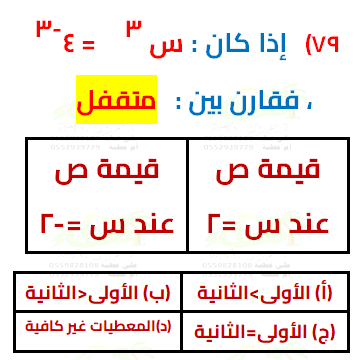 ٧٩) إذا كان : س ٣ = ٤-٣
، فقارن بين : متقفل
قيمة ص عند س =٢
قيمة ص عند س =-٢
(أ) الأولى>الثانية
(ب) الأولى<الثانية
(ج) الأولى=الثانية
(د)المعطيات غير كافية